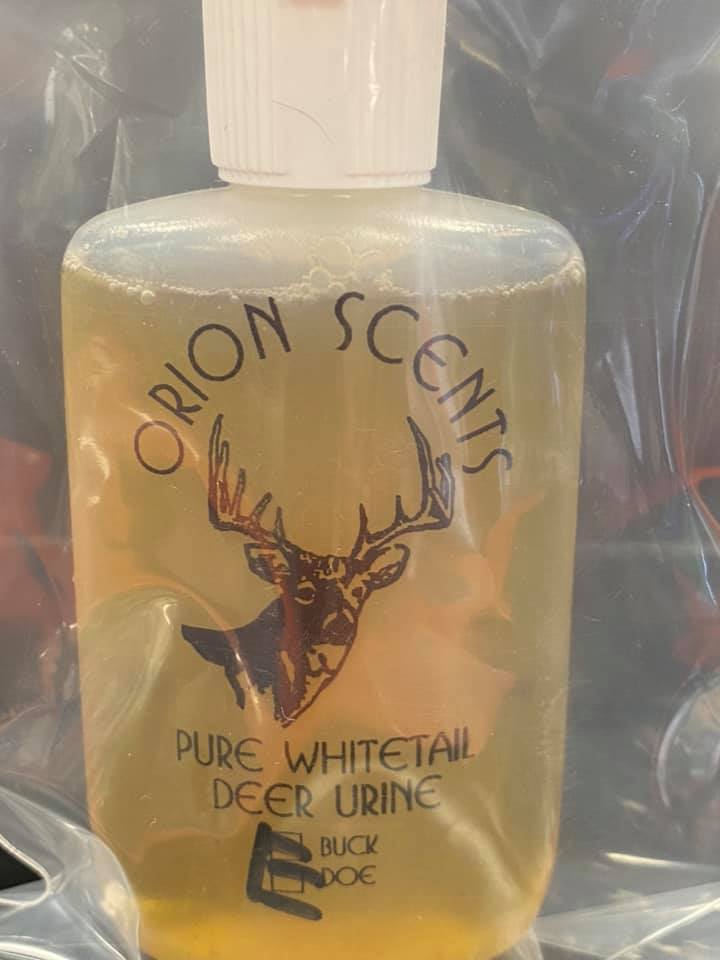 ORION SCENTS
PURE WHITETAIL
DEER URINE
E
BUCK
DOE